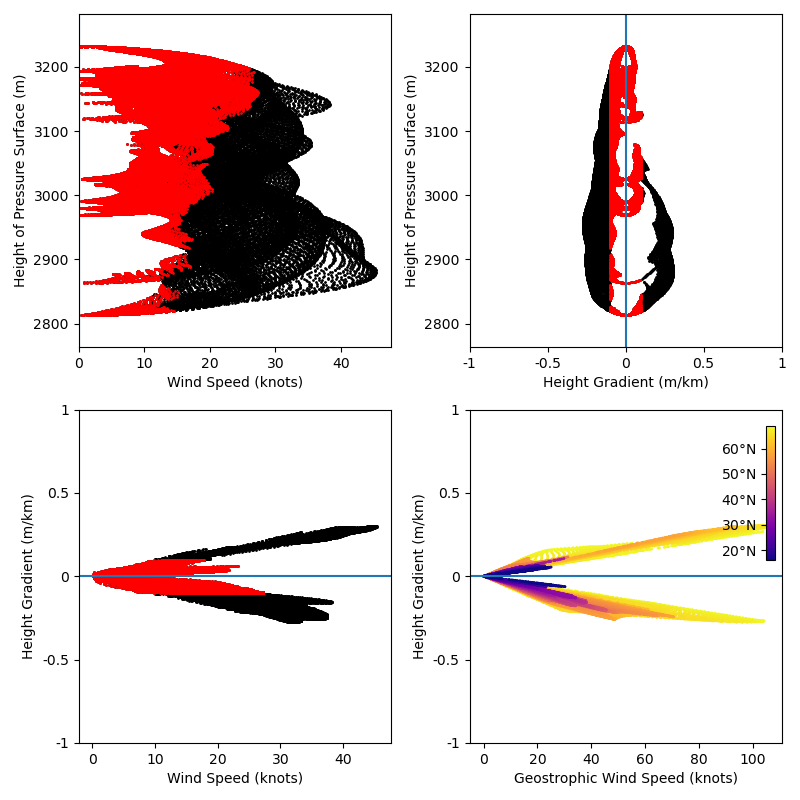 Height of Pressure Surface (m)
3200
3100
3000
2900
2800
0 10 20 30 40
Wind Speed (knots)
Height of Pressure Surface (m)
3200
3100
3000
2900
2800
-1 -0.5 0 0.5 1
Height Gradient (m/km)
Height Gradient (m/km)
1
0.5
0
-0.5
-1
0 10 20 30 40
Wind Speed (knots)
Height Gradient (m/km)
1
0.5
0
-0.5
-1
60°N
50°N
40°N
30°N
20°N
0 20 40 60 80 100
Geostrophic Wind Speed (knots)